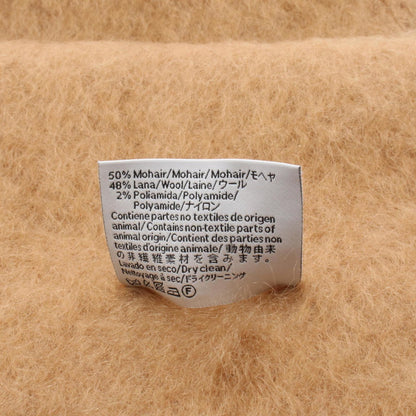 50% Mohair/Mohair/Mohair/モヘヤ
48% Lana/Wool/Laine/ウール
2% Poliamida/Polyamide/
Polyamide/ナイロン
Contiene partes no textiles de origen
animal/Contains non-textile parts of
animal origin/Contient des parties non
textiles d'origine animale/ 動物由来
の非繊維素材を含みます。
Lavado en seco/Dry clean/
Nettoyage à sec/ドライクリーニング
F